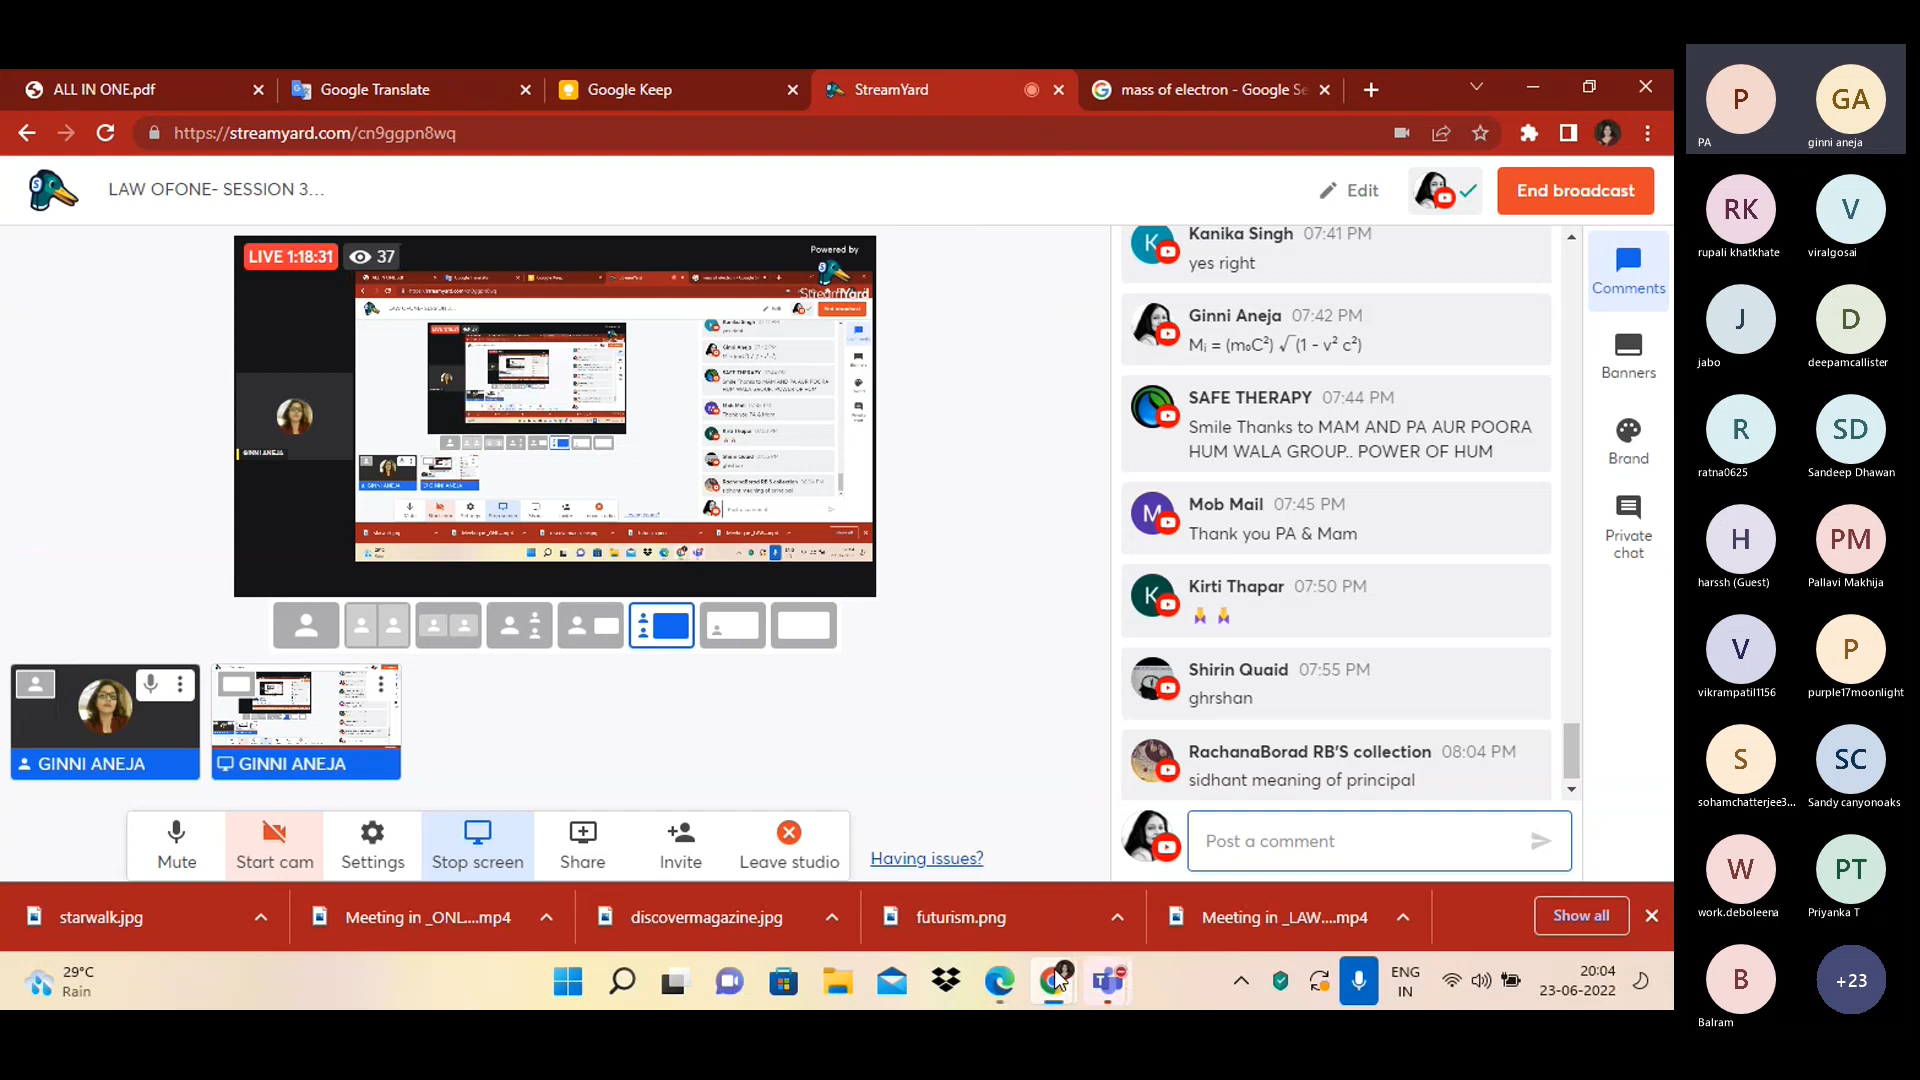 ALL IN ONE.pdf
Google Translate
Google Keep
StreamYard
mass of electron - Google Se
https://streamyard.com/cn9ggpn8wq
LAW OFONE- SESSION 3...
Edit
End broadcast
LIVE 1:18:31
37
Powered by
StreamYard
GINNI ANEJA
Kanika Singh 07:41 PM
yes right
Ginni Aneja 07:42 PM
Mᵢ = (m₀C²) √(1 - v² c²)
SAFE THERAPY 07:44 PM
Smile Thanks to MAM AND PA AUR POORA
HUM WALA GROUP.. POWER OF HUM
Mob Mail 07:45 PM
Thank you PA & Mam
Kirti Thapar 07:50 PM
Shirin Quaid 07:55 PM
ghrshan
RachanaBorad RB'S collection 08:04 PM
sidhant meaning of principal
Post a comment
Comments
Banners
Brand
Private
chat
GINNI ANEJA
GINNI ANEJA
Mute
Start cam
Settings
Stop screen
Share
Invite
Leave studio
Having issues?
starwalk.jpg
Meeting in _ONL....mp4
discovermagazine.jpg
futurism.png
Meeting in _LAW....mp4
Show all
29°C
Rain
ENG
IN
20:04
23-06-2022
P
PA
GA
ginni aneja
RK
rupali khatkhate
V
viralgosai
J
jabo
D
deepamcallister
R
ratna0625
SD
Sandeep Dhawan
H
harssh (Guest)
PM
Pallavi Makhija
V
vikrampatil1156
P
purple17moonlight
S
sohamchatterjee3...
SC
Sandy canyonoaks
W
work.deboleena
PT
Priyanka T
B
Balram
+23